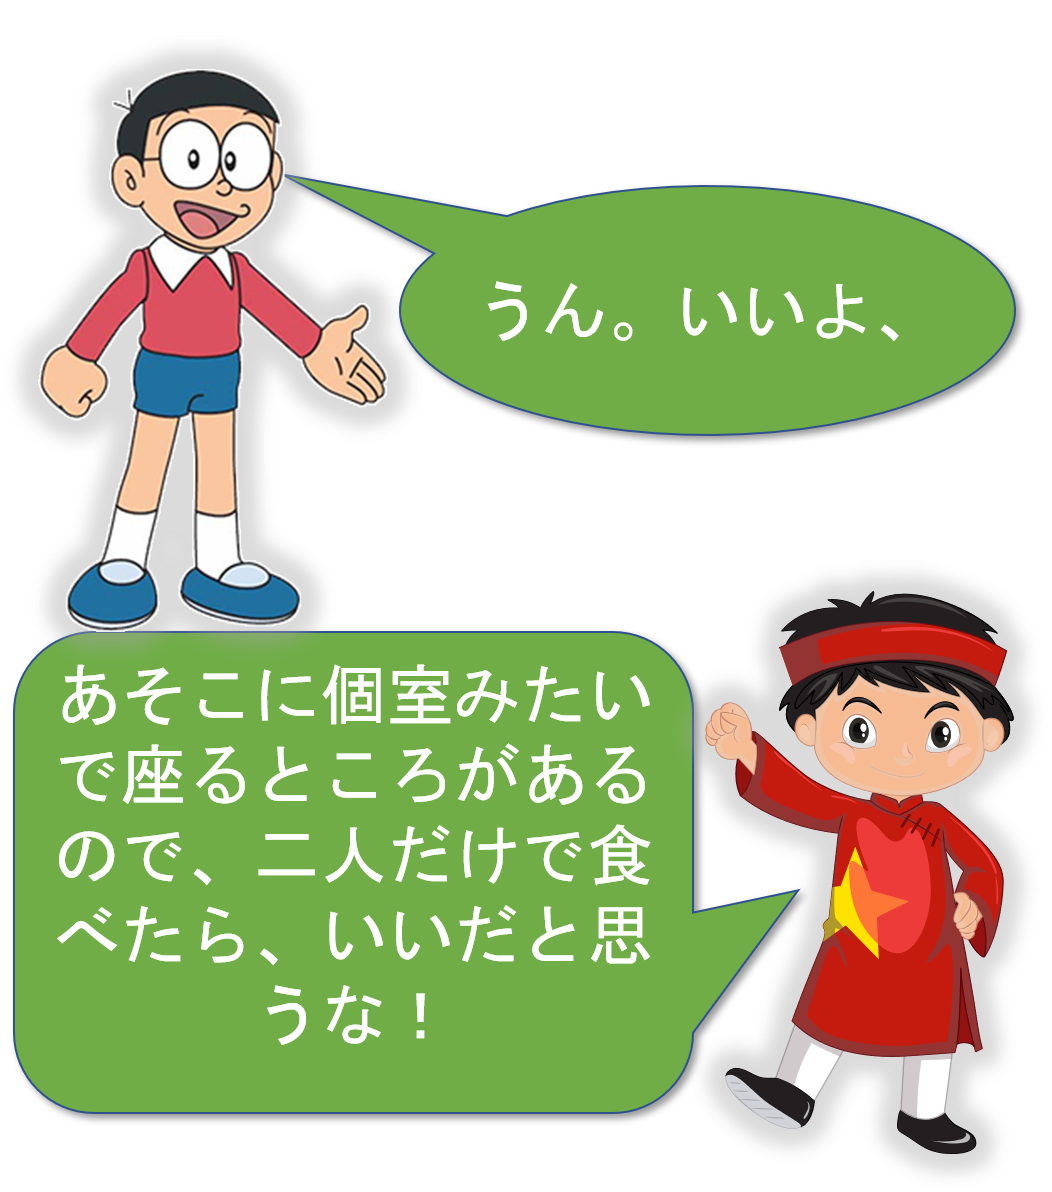 うん。いいよ、
あそこに個室みたい
で座るところがある
ので、二人だけで食
べたら、いいだと思
うな！